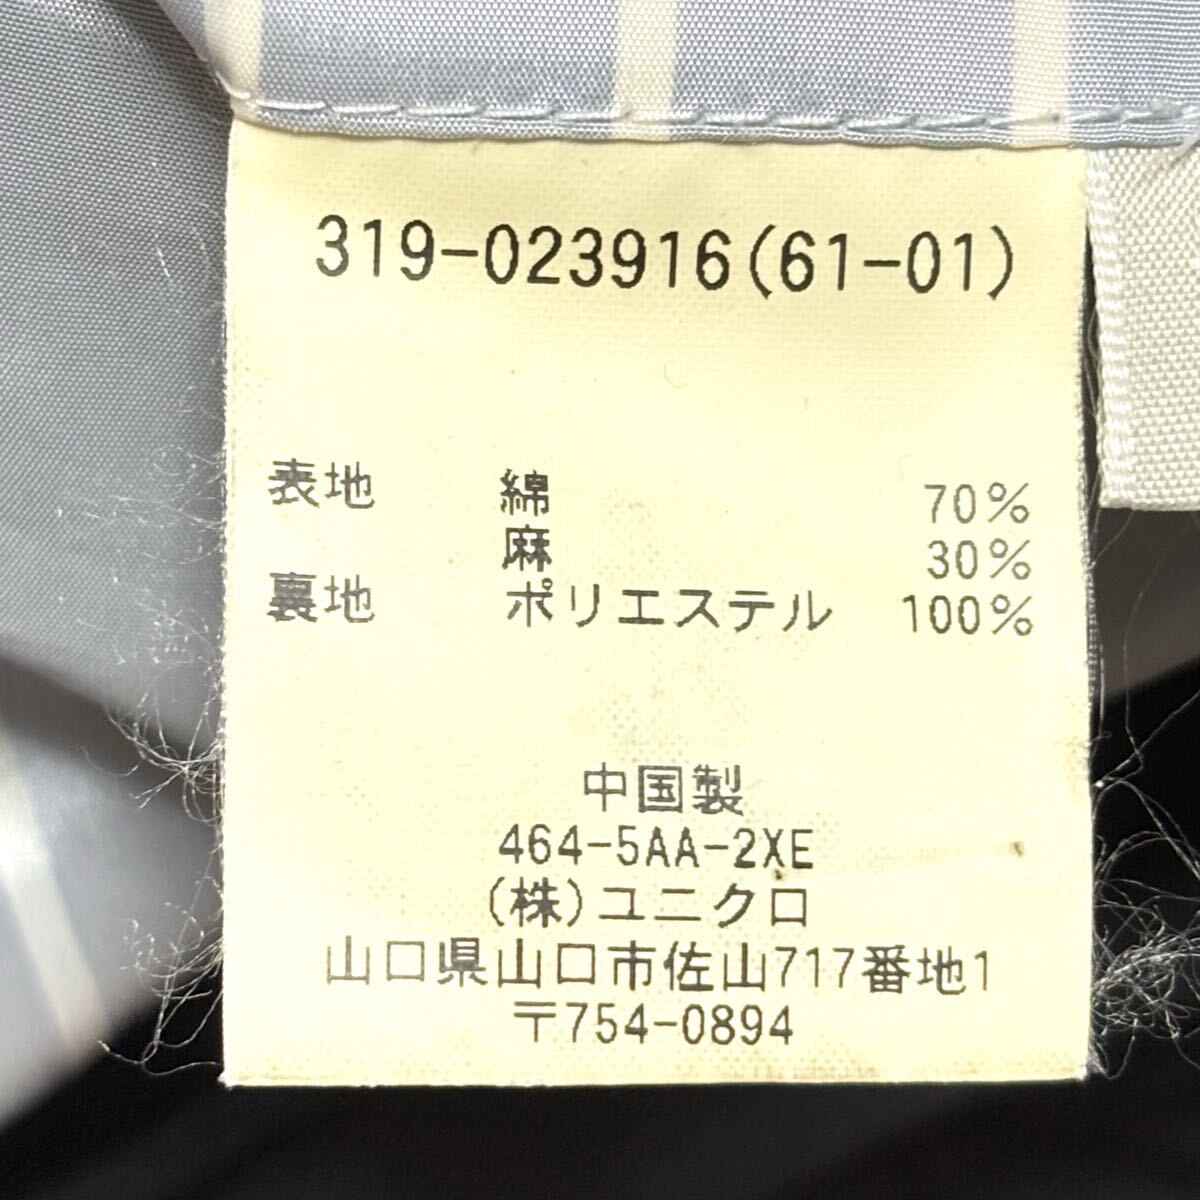 319-023916(61-01)
表地 綿 70%
麻 30%
裏地 ポリエステル 100%
中国製
464-5AA-2XE
(株)ユニクロ
山口県山口市佐山717番地1
〒754-0894